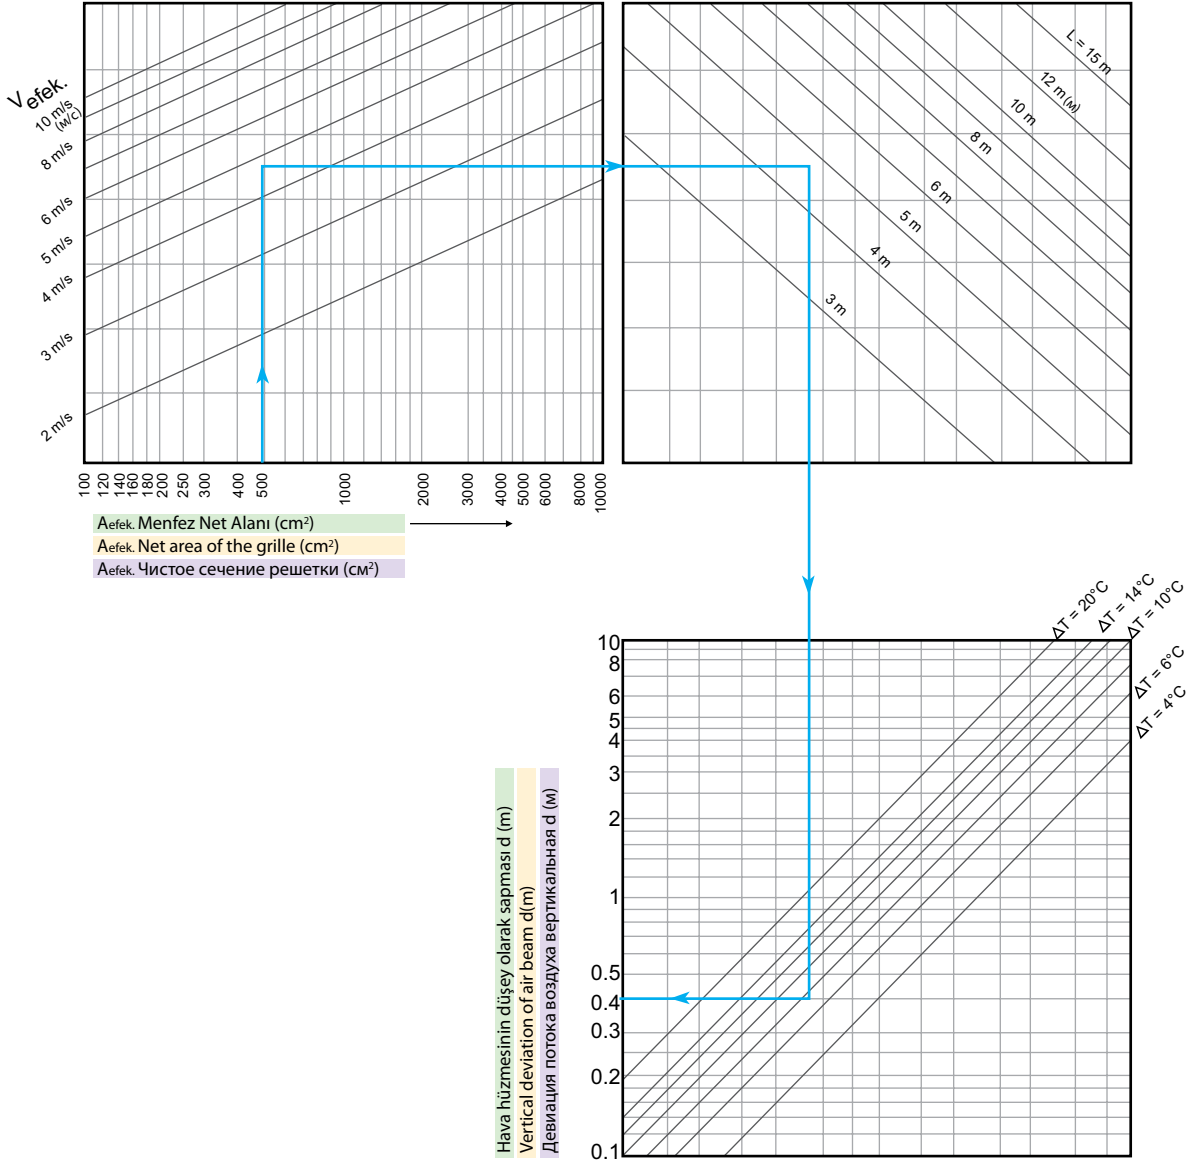 Vefek.
10 m/s
(м/с)
8 m/s
6 m/s
5 m/s
4 m/s
3 m/s
2 m/s
L = 15 m
12 m(м)
10 m
8 m
6 m
5 m
4 m
3 m
100 120 140 160 180 200 250 300 400 500 1000 2000 3000 4000 5000 6000 8000 10000
Aefek. Menfez Net Alanı (cm²)
Aefek. Net area of the grille (cm²)
Aefek. Чистое сечение решетки (см²)
ΔT = 20°C
ΔT = 14°C
ΔT = 10°C
ΔT = 6°C
ΔT = 4°C
10
8
6
5
4
3
2
1
0.5
0.4
0.3
0.2
0.1
Hava hüzmesinin düşey olarak sapması d (m)
Vertical deviation of air beam d(m)
Девиация потока воздуха вертикальная d (м)